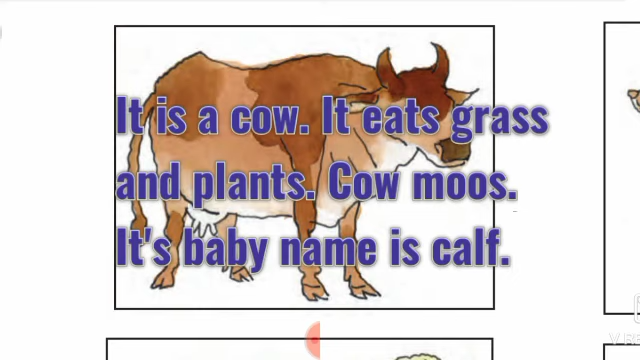 It is a cow. It eats grass
and plants. Cow moos.
It's baby name is calf.